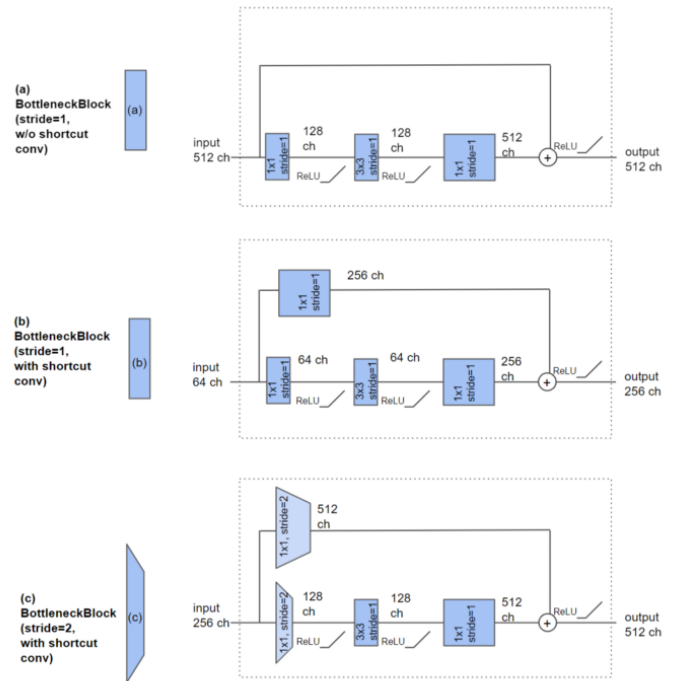 (a)
BottleneckBlock
(stride=1,
w/o shortcut
conv)
(a)
input
512 ch
1x1
stride=1
128
ch
ReLU
3x3
stride=1
128
ch
ReLU
1x1
stride=1
512
ch
+
ReLU
output
512 ch
(b)
BottleneckBlock
(stride=1,
with shortcut
conv)
(b)
1x1
stride=1
256 ch
input
64 ch
1x1
stride=1
64 ch
ReLU
3x3
stride=1
64 ch
ReLU
1x1
stride=1
256
ch
+
ReLU
output
256 ch
(c)
BottleneckBlock
(stride=2,
with shortcut
conv)
(c)
1x1, stride=2
512
ch
input
256 ch
1x1, stride=2
128
ch
ReLU
3x3
stride=1
128
ch
ReLU
1x1
stride=1
512
ch
+
ReLU
output
512 ch